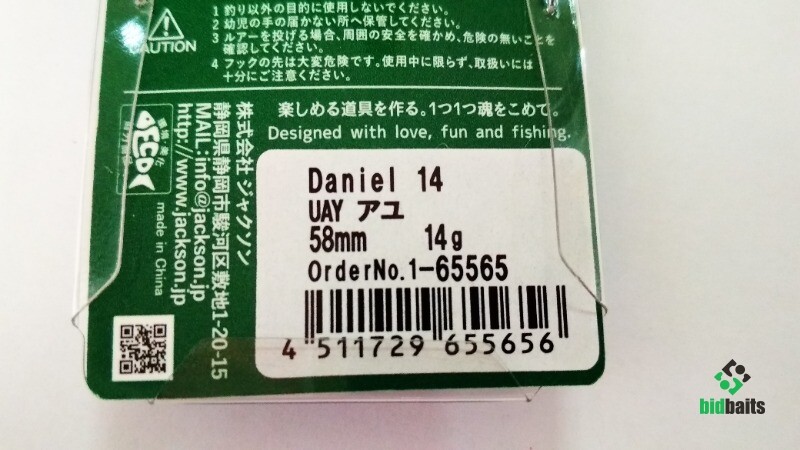 1 釣り以外の目的に使用しないでください。
2 幼児の手の届かない所へ保管してください。
3 ルアーを投げる場合、周囲の安全を確かめ、危険の無いことを
確認してください。
4 フックの先は大変危険です。使用中に限らず、取扱いには
十分にご注意ください。
CAUTION
楽しめる道具を作る。1つ1つ魂をこめて。
Designed with love, fun and fishing.
ECO
株式会社 ジャクソン
静岡県静岡市駿河区敷地1-20-15
MAIL:info@jackson.jp
http://www.jackson.jp
made in China
Daniel 14
UAY アユ
58mm 14g
OrderNo.1-65565
4 511729 655656
bidbaits